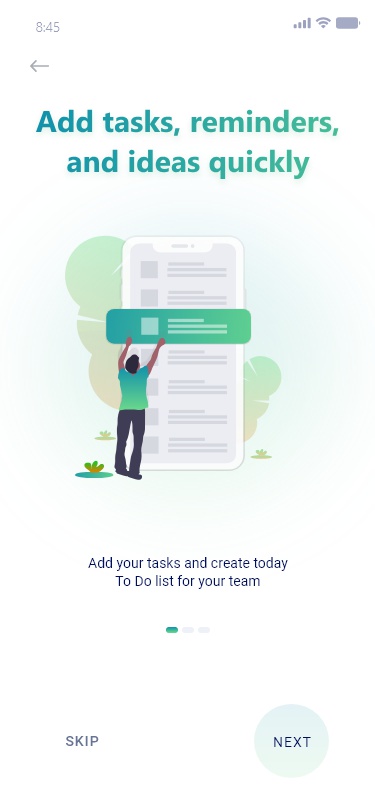 8:45
Add tasks, reminders,
and ideas quickly
Add your tasks and create today
To Do list for your team
SKIP
NEXT